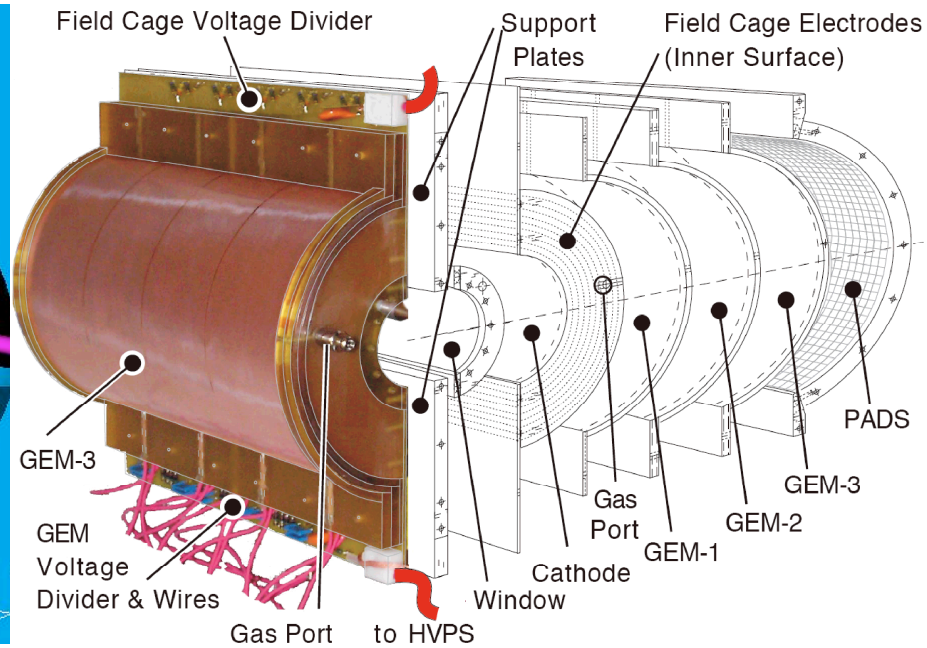 Field Cage Voltage Divider
Support
Plates
Field Cage Electrodes
(Inner Surface)
GEM-3
GEM
Voltage
Divider & Wires
Gas Port
to HVPS
Window
Cathode
Gas
Port
GEM-1
GEM-2
GEM-3
PADS